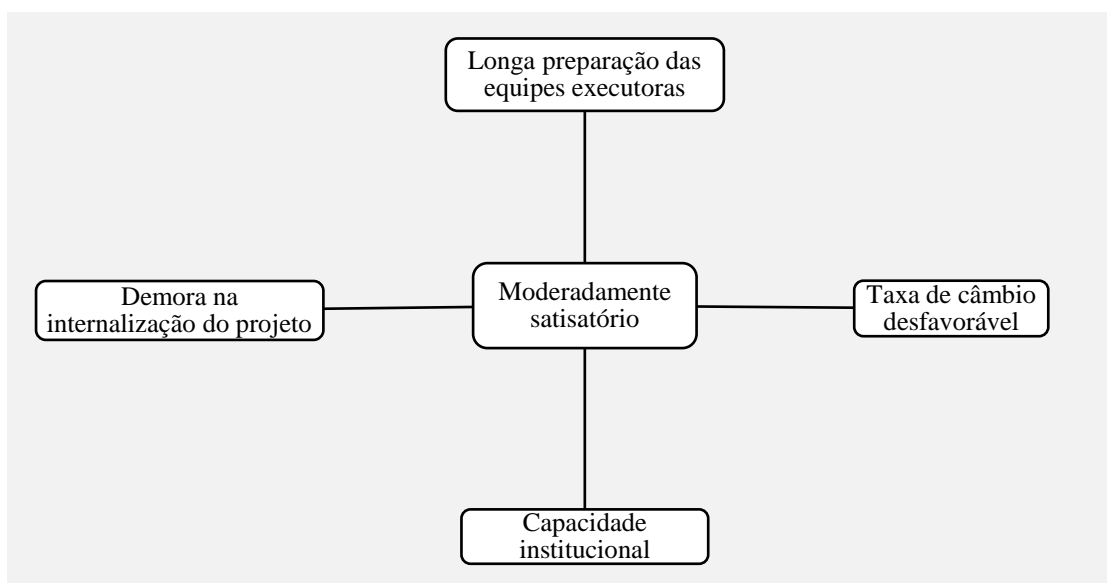 Longa preparação das
equipes executoras
Demora na
internalização do projeto
Moderadamente
satisatório
Taxa de câmbio
desfavorável
Capacidade
institucional